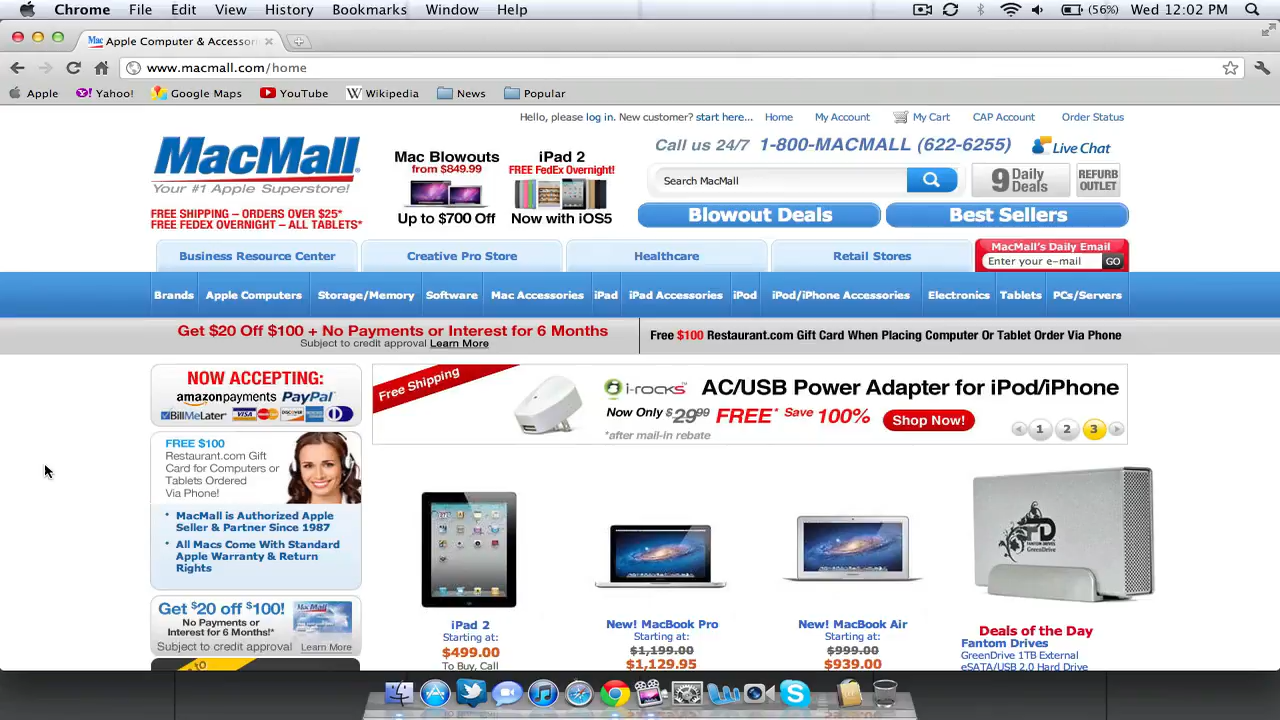 Chrome File Edit View History Bookmarks Window Help (56%) Wed 12:02 PM
Mac Apple Computer & Accessori
www.macmall.com/home
Apple Yahoo! Google Maps YouTube Wikipedia News Popular
Hello, please log in. New customer? start here... Home My Account My Cart CAP Account Order Status
MacMall
Your #1 Apple Superstore!
FREE SHIPPING – ORDERS OVER $25*
FREE FEDEX OVERNIGHT – ALL TABLETS*
Mac Blowouts
from $849.99
Up to $700 Off
iPad 2
FREE FedEx Overnight!
Now with iOS5
Call us 24/7 1-800-MACMALL (622-6255) Live Chat
Search MacMall
9 Daily Deals
REFURB OUTLET
Blowout Deals Best Sellers
Business Resource Center Creative Pro Store Healthcare Retail Stores
MacMall's Daily Email
Enter your e-mail GO
Brands Apple Computers Storage/Memory Software Mac Accessories iPad iPad Accessories iPod iPod/iPhone Accessories Electronics Tablets PCs/Servers
Get $20 Off $100 + No Payments or Interest for 6 Months
Subject to credit approval Learn More
Free $100 Restaurant.com Gift Card When Placing Computer Or Tablet Order Via Phone
NOW ACCEPTING:
amazonpayments PayPal
BillMeLater VISA MasterCard DISCOVER
FREE $100
Restaurant.com Gift
Card for Computers or
Tablets Ordered
Via Phone!
• MacMall is Authorized Apple
Seller & Partner Since 1987
• All Macs Come With Standard
Apple Warranty & Return
Rights
Get $20 off $100!
No Payments or
Interest for 6 Months!*
MacMall
Subject to credit approval Learn More
Free Shipping
i-rocks
AC/USB Power Adapter for iPod/iPhone
Now Only $29.99 FREE* Save 100% Shop Now!
*after mail-in rebate
1 2 3
iPad 2
Starting at:
$499.00
To Buy, Call
New! MacBook Pro
Starting at:
$1,199.00
$1,129.95
New! MacBook Air
Starting at:
$999.00
$939.00
FD
FANTOM DRIVES
GreenDrive
Deals of the Day
Fantom Drives
GreenDrive 1TB External
eSATA/USB 2.0 Hard Drive